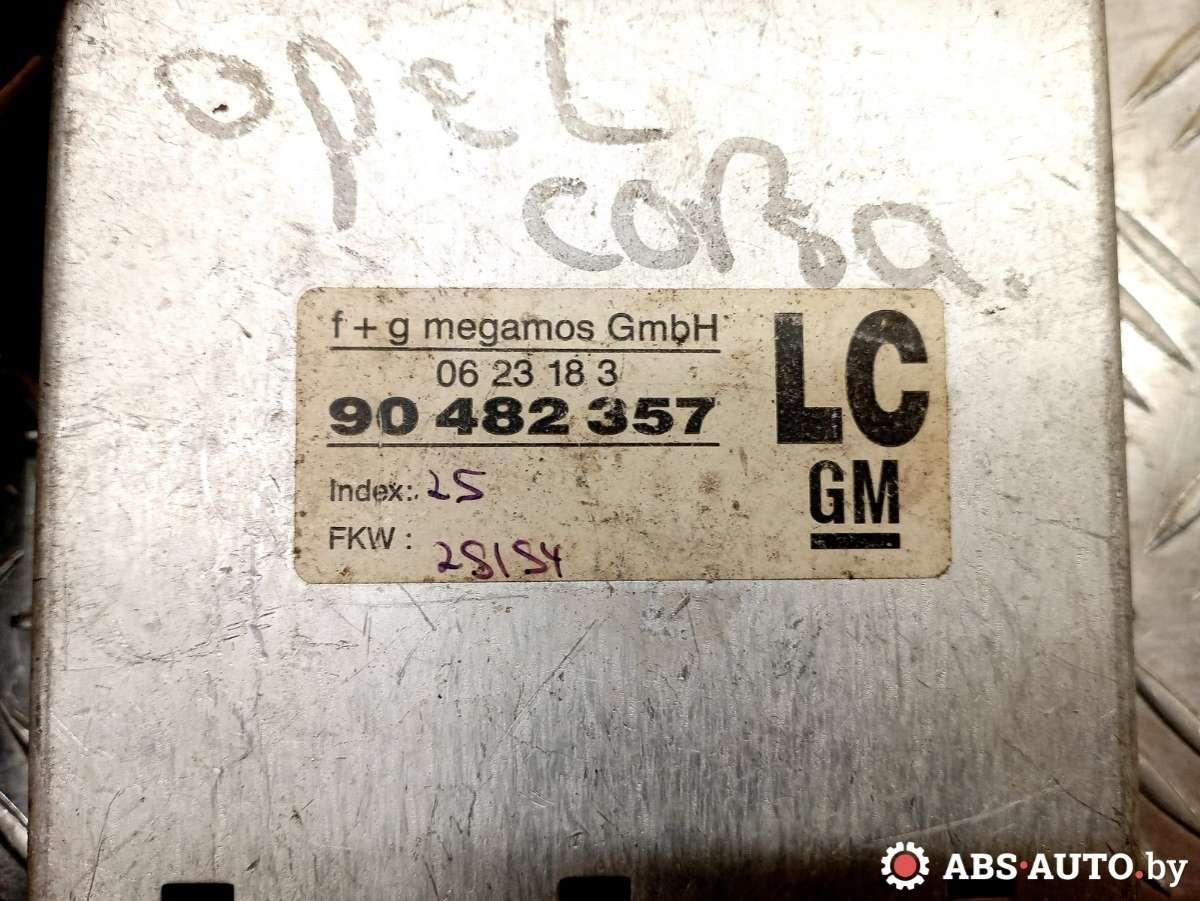 opeL
CORSa.
f + g megamos GmbH
06 23 18 3
90 482 357
LC
GM
Index: 25
FKW :
ABS-AUTO.by